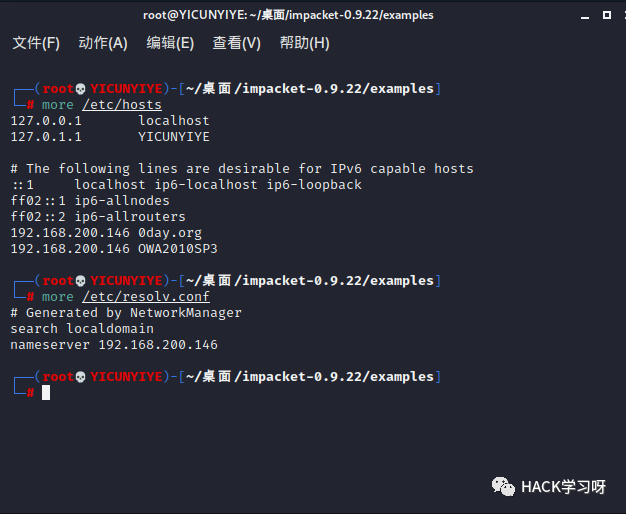 root@YICUNYIYE: ~/桌面/impacket-0.9.22/examples
文件(F) 动作(A) 编辑(E) 查看(V) 帮助(H)
┌──(root💀YICUNYIYE)-[~/桌面/impacket-0.9.22/examples]
└─# more /etc/hosts
127.0.0.1       localhost
127.0.1.1       YICUNYIYE
# The following lines are desirable for IPv6 capable hosts
::1     localhost ip6-localhost ip6-loopback
ff02::1 ip6-allnodes
ff02::2 ip6-allrouters
192.168.200.146 0day.org
192.168.200.146 OWA2010SP3
┌──(root💀YICUNYIYE)-[~/桌面/impacket-0.9.22/examples]
└─# more /etc/resolv.conf
# Generated by NetworkManager
search localdomain
nameserver 192.168.200.146
┌──(root💀YICUNYIYE)-[~/桌面/impacket-0.9.22/examples]
└─#
HACK学习呀